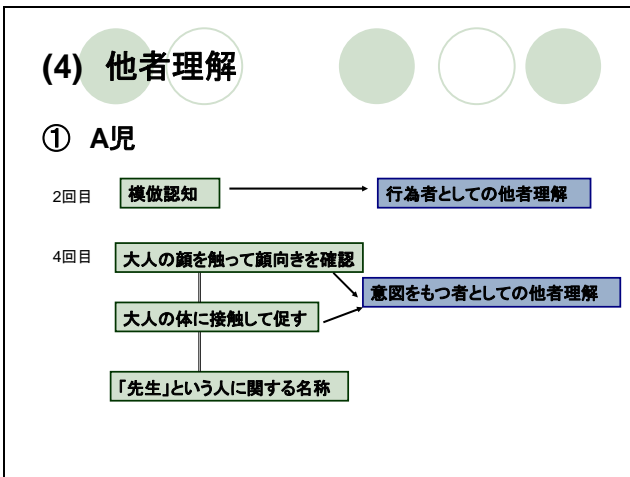 (4) 他者理解
① A児
2回目
模倣認知
行為者としての他者理解
4回目
大人の顔を触って顔向きを確認
意図をもつ者としての他者理解
大人の体に接触して促す
「先生」という人に関する名称